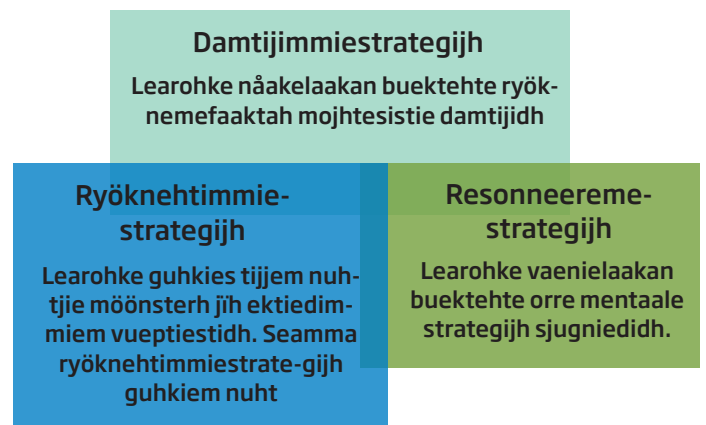 Damtijimmiestrategijh
Learohke nåakelaakan buektehte ryök-
nemefaaktah mojhtesistie damtijidh
Ryöknehtimmie-
strategijh
Learohke guhkies tijjem nuh-
tjie möönsterh jïh ektiedim-
miem vueptiestidh. Seamma
ryöknehtimmiestrate-gijh
guhkiem nuht
Resonneereme-
strategijh
Learohke vaenielaakan
buektehte orre mentaale
strategijh sjugniedidh.